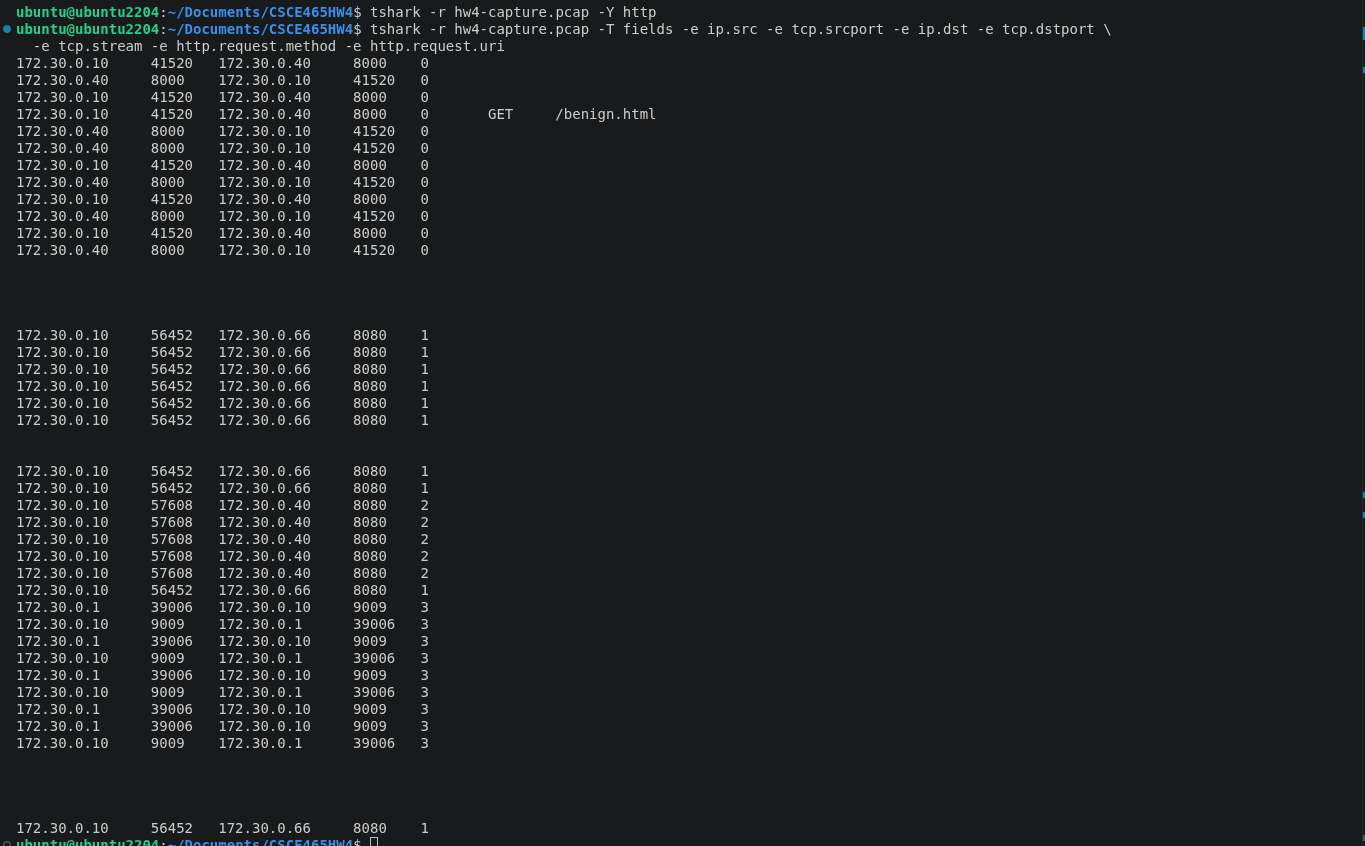 ubuntu@ubuntu2204:~/Documents/CSCE465HW4$ tshark -r hw4-capture.pcap -Y http
ubuntu@ubuntu2204:~/Documents/CSCE465HW4$ tshark -r hw4-capture.pcap -T fields -e ip.src -e tcp.srcport -e ip.dst -e tcp.dstport \
  -e tcp.stream -e http.request.method -e http.request.uri
172.30.0.10     41520   172.30.0.40     8000    0
172.30.0.40     8000    172.30.0.10     41520   0
172.30.0.10     41520   172.30.0.40     8000    0
172.30.0.10     41520   172.30.0.40     8000    0       GET     /benign.html
172.30.0.40     8000    172.30.0.10     41520   0
172.30.0.40     8000    172.30.0.10     41520   0
172.30.0.10     41520   172.30.0.40     8000    0
172.30.0.40     8000    172.30.0.10     41520   0
172.30.0.10     41520   172.30.0.40     8000    0
172.30.0.40     8000    172.30.0.10     41520   0
172.30.0.10     41520   172.30.0.40     8000    0
172.30.0.40     8000    172.30.0.10     41520   0
172.30.0.10     56452   172.30.0.66     8080    1
172.30.0.10     56452   172.30.0.66     8080    1
172.30.0.10     56452   172.30.0.66     8080    1
172.30.0.10     56452   172.30.0.66     8080    1
172.30.0.10     56452   172.30.0.66     8080    1
172.30.0.10     56452   172.30.0.66     8080    1
172.30.0.10     56452   172.30.0.66     8080    1
172.30.0.10     56452   172.30.0.66     8080    1
172.30.0.10     57608   172.30.0.40     8080    2
172.30.0.10     57608   172.30.0.40     8080    2
172.30.0.10     57608   172.30.0.40     8080    2
172.30.0.10     57608   172.30.0.40     8080    2
172.30.0.10     57608   172.30.0.40     8080    2
172.30.0.10     56452   172.30.0.66     8080    1
172.30.0.1      39006   172.30.0.10     9009    3
172.30.0.10     9009    172.30.0.1      39006   3
172.30.0.1      39006   172.30.0.10     9009    3
172.30.0.10     9009    172.30.0.1      39006   3
172.30.0.1      39006   172.30.0.10     9009    3
172.30.0.10     9009    172.30.0.1      39006   3
172.30.0.1      39006   172.30.0.10     9009    3
172.30.0.1      39006   172.30.0.10     9009    3
172.30.0.10     9009    172.30.0.1      39006   3
172.30.0.10     56452   172.30.0.66     8080    1
ubuntu@ubuntu2204:~/Documents/CSCE465HW4$